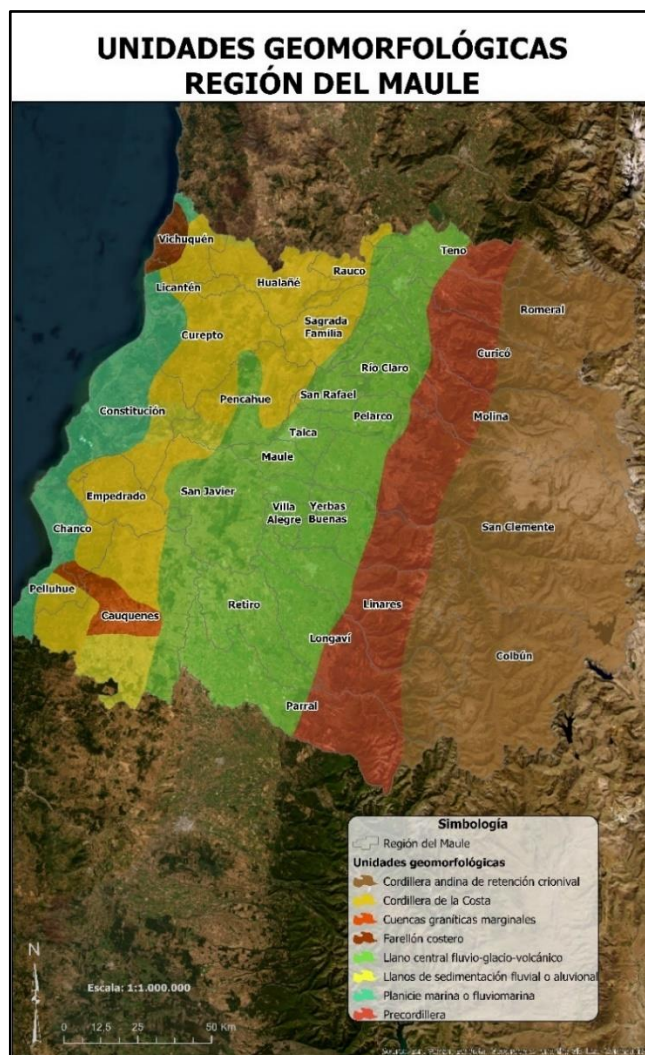 UNIDADES GEOMORFOLÓGICAS
REGIÓN DEL MAULE
Vichuquén
Teno
Rauco
Hualañé
Licantén
Romeral
Sagrada
Familia
Curepto
Curicó
Río Claro
Pencahue
San Rafael
Constitución
Pelarco
Molina
Talca
Maule
San Javier
Empedrado
Villa
Alegre
Yerbas
Buenas
Chanco
San Clemente
Pelluhue
Cauquenes
Retiro
Linares
Longaví
Colbún
Parral
Simbología
Región del Maule
Unidades geomorfológicas
Cordillera andina de retención crionival
Cordillera de la Costa
Cuencas graníticas marginales
Farellón costero
Llano central fluvio-glacío-volcánico
Llanos de sedimentación fluvial o aluvional
Planicie marina o fluviomarina
Precordillera
N
Escala: 1:1.000.000
0 12,5 25 50 Km